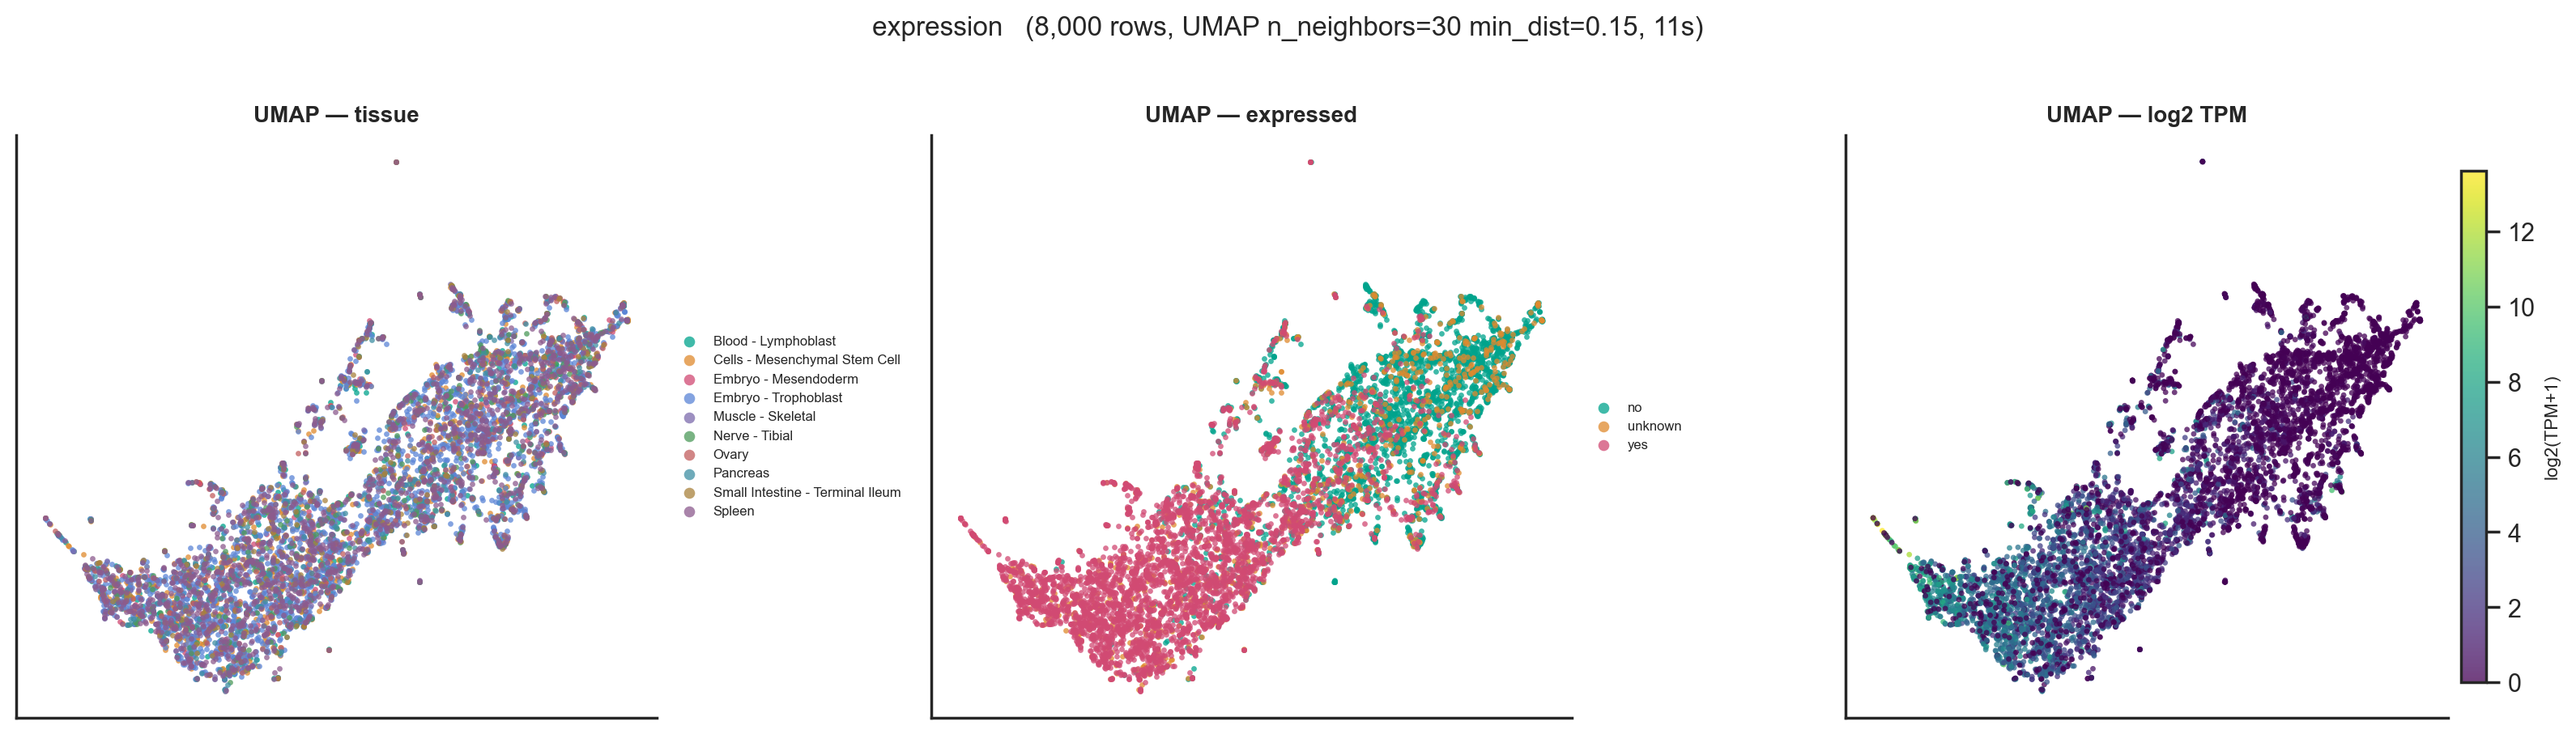 expression   (8,000 rows, UMAP n_neighbors=30 min_dist=0.15, 11s)
UMAP — tissue
Blood - Lymphoblast
Cells - Mesenchymal Stem Cell
Embryo - Mesendoderm
Embryo - Trophoblast
Muscle - Skeletal
Nerve - Tibial
Ovary
Pancreas
Small Intestine - Terminal Ileum
Spleen
UMAP — expressed
no
unknown
yes
UMAP — log2 TPM
12
10
8
6
4
2
0
log2(TPM+1)